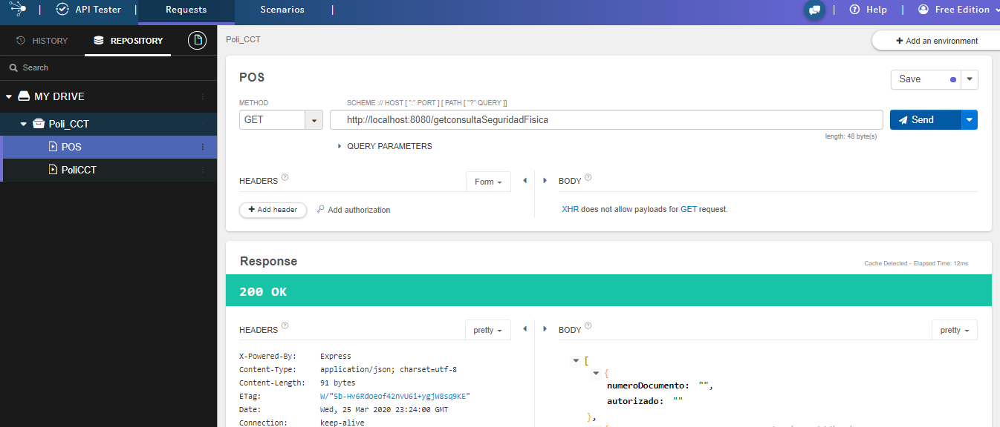 API Tester
Requests
Scenarios
Help
Free Edition
HISTORY
REPOSITORY
Search
MY DRIVE
Poli_CCT
POS
PoliCCT
Poli_CCT
Add an environment
POS
Save
METHOD
SCHEME :// HOST [ ":" PORT ] [ PATH [ "?" QUERY ]]
GET
http://localhost:8080/getconsultaSeguridadFisica
Send
length: 48 byte(s)
QUERY PARAMETERS
HEADERS
Form
BODY
Add header
Add authorization
XHR does not allow payloads for GET request.
Response
Cache Detected - Elapsed Time: 12ms
200 OK
HEADERS
pretty
BODY
pretty
X-Powered-By: Express
Content-Type: application/json; charset=utf-8
Content-Length: 91 bytes
ETag: W/"5b-Hv6Rdoeof42nvU6i+ygjW8sq9KE"
Date: Wed, 25 Mar 2020 23:24:00 GMT
Connection: keep-alive
[
{
numeroDocumento: "",
autorizado: ""
},